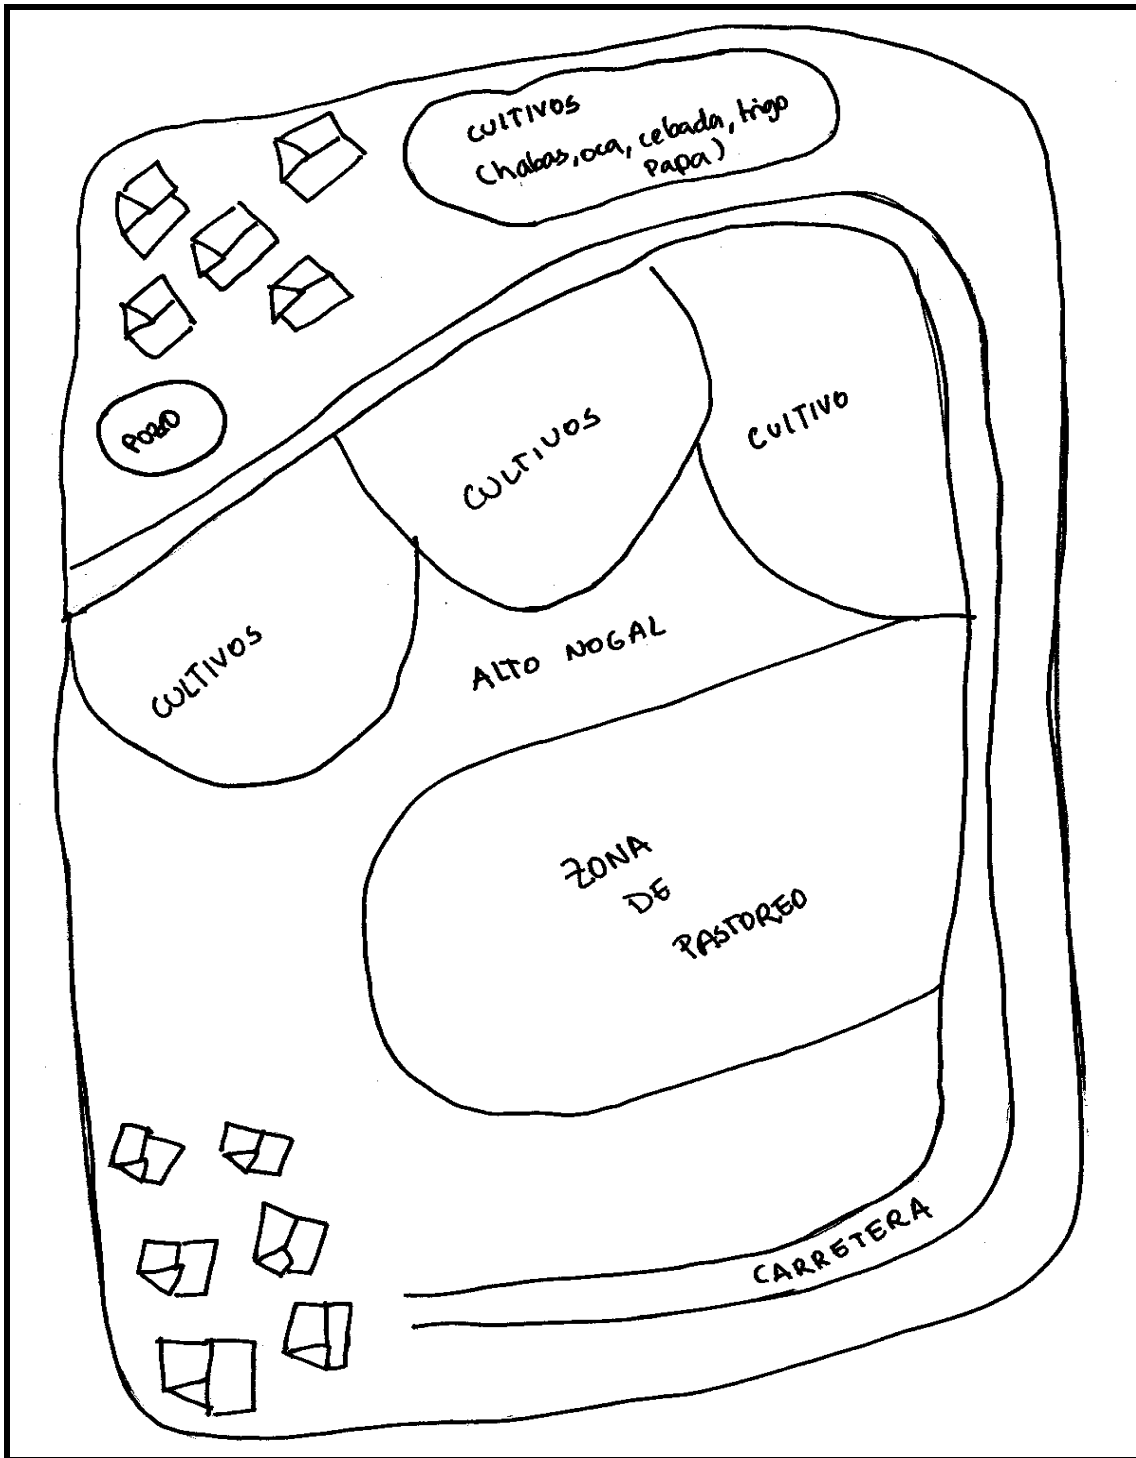 CULTIVOS
(habas, oca, cebada, trigo
Papa)
POZO
CULTIVOS
CULTIVO
CULTIVOS
ALTO NOGAL
ZONA
DE
PASTOREO
CARRETERA